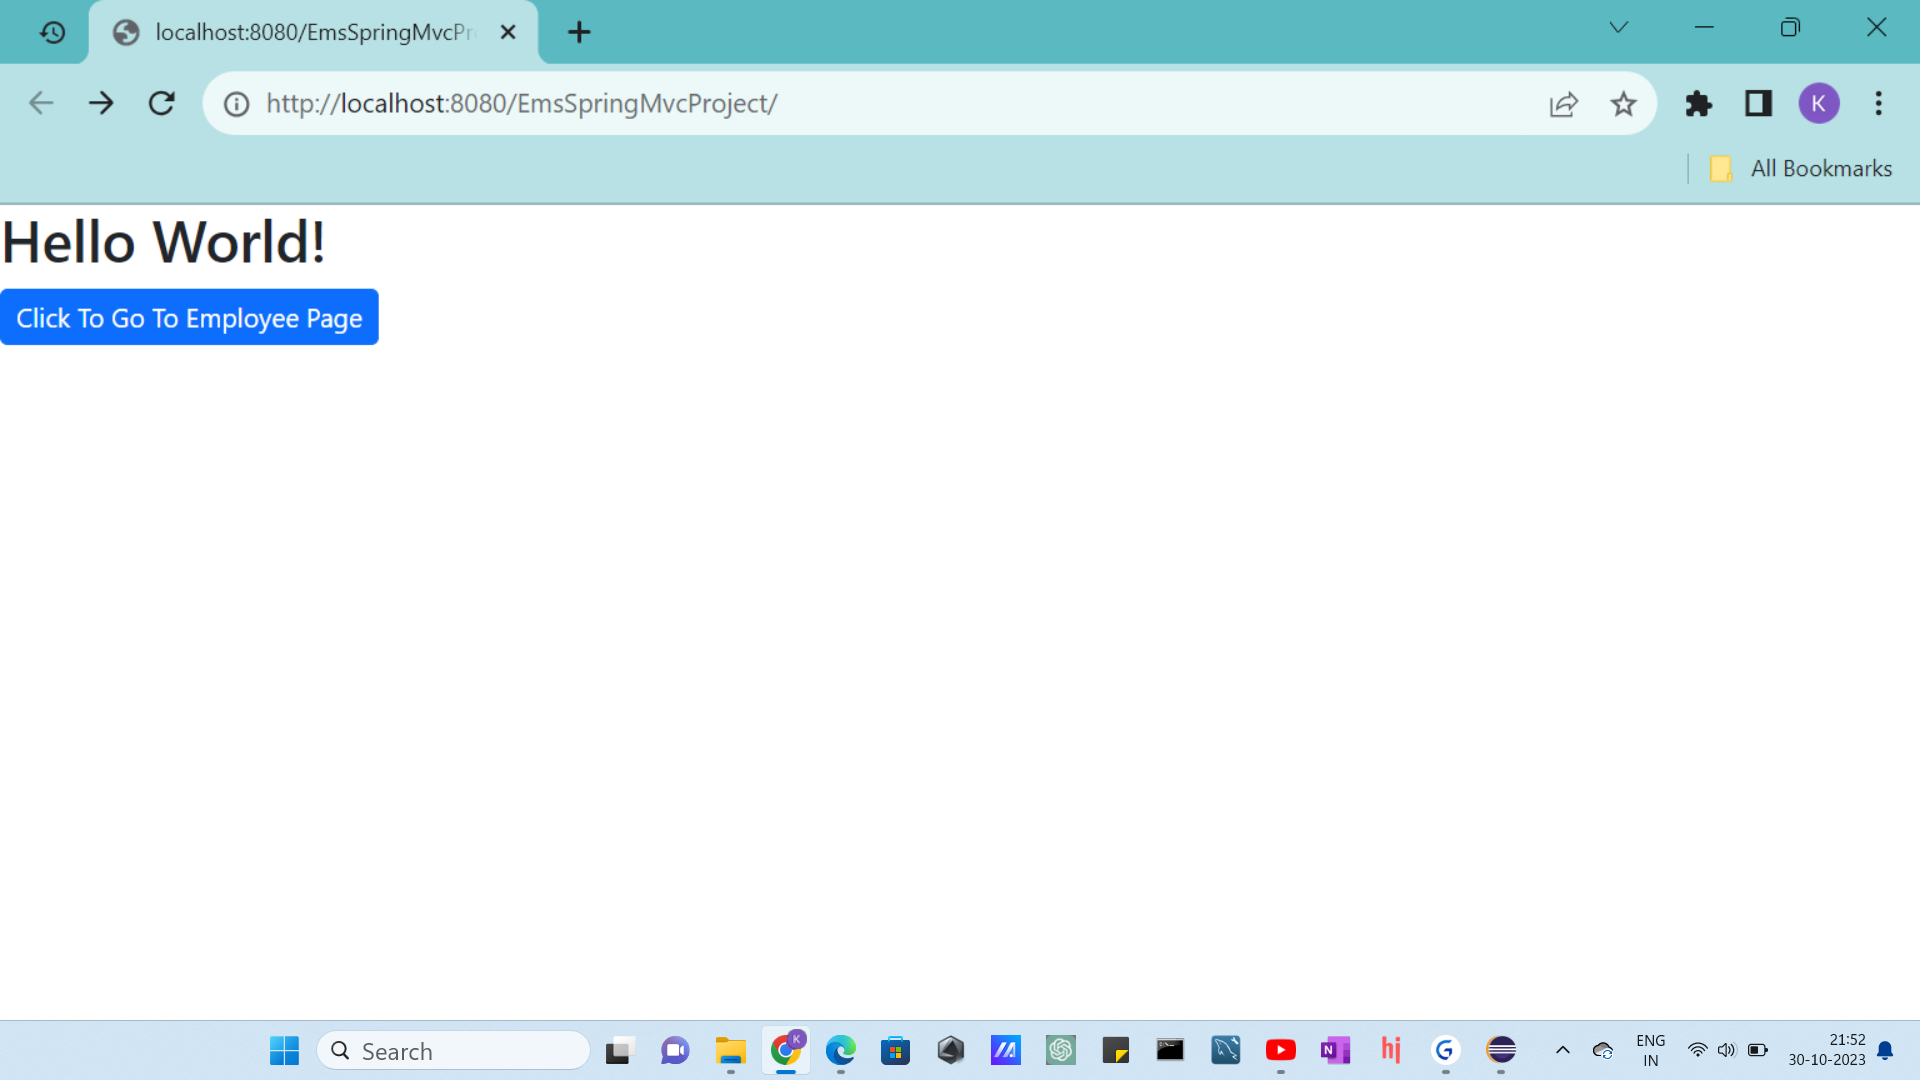 localhost:8080/EmsSpringMvcPr
http://localhost:8080/EmsSpringMvcProject/
K
All Bookmarks
Hello World!
Click To Go To Employee Page
Search
K
N
hi
G
ENG
IN
21:52
30-10-2023